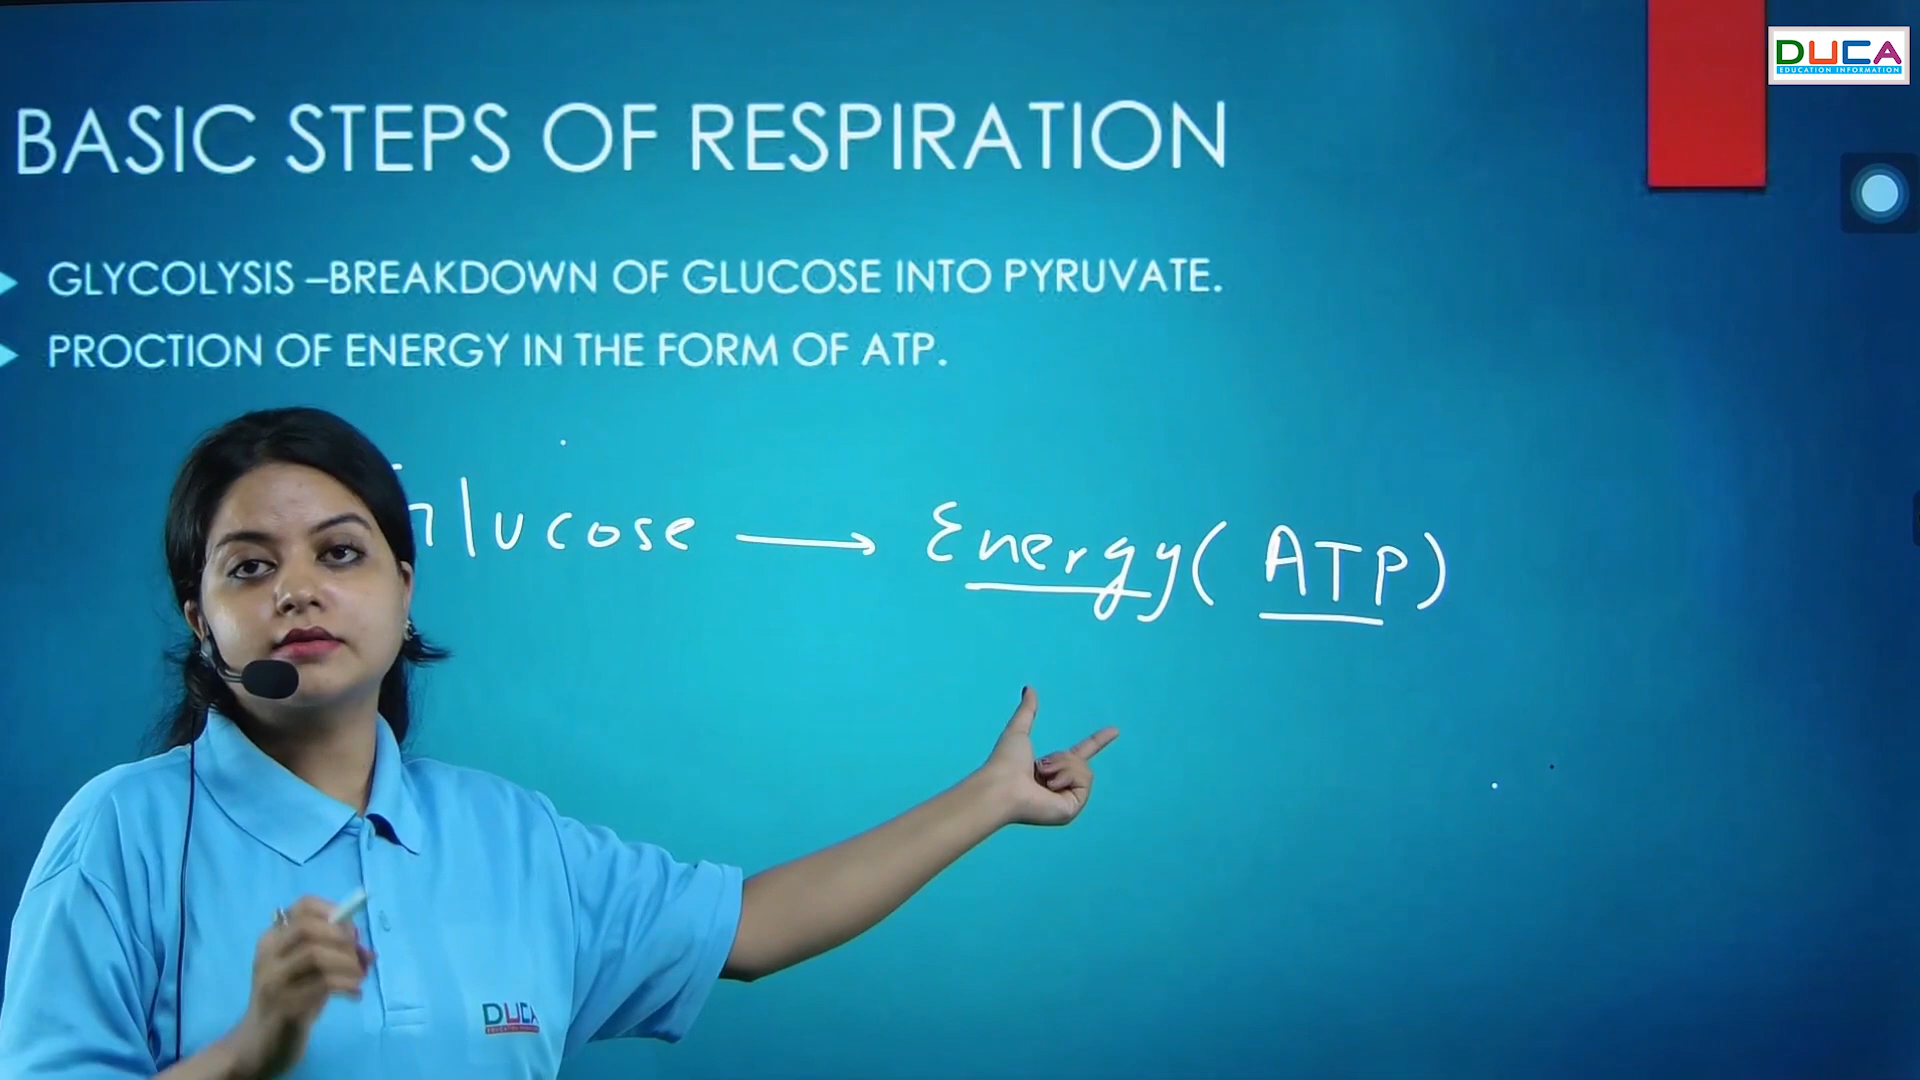 DUCA
EDUCATION INFORMATION
BASIC STEPS OF RESPIRATION
GLYCOLYSIS –BREAKDOWN OF GLUCOSE INTO PYRUVATE.
PROCTION OF ENERGY IN THE FORM OF ATP.
Glucose → Energy (ATP)
DUCA